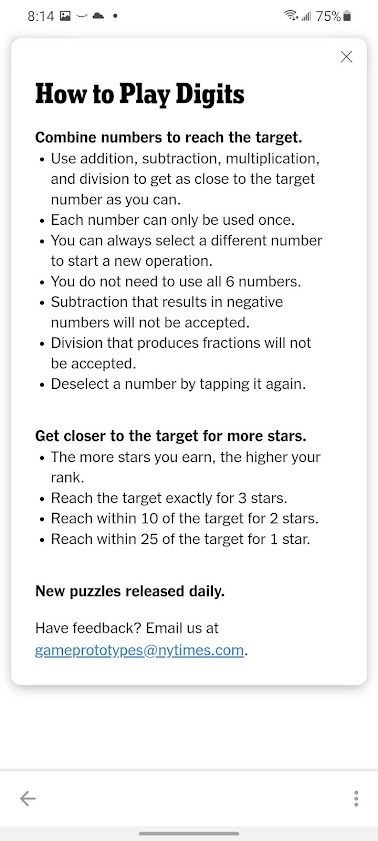 8:14
75%
How to Play Digits
Combine numbers to reach the target.
• Use addition, subtraction, multiplication,
and division to get as close to the target
number as you can.
• Each number can only be used once.
• You can always select a different number
to start a new operation.
• You do not need to use all 6 numbers.
• Subtraction that results in negative
numbers will not be accepted.
• Division that produces fractions will not
be accepted.
• Deselect a number by tapping it again.
Get closer to the target for more stars.
• The more stars you earn, the higher your
rank.
• Reach the target exactly for 3 stars.
• Reach within 10 of the target for 2 stars.
• Reach within 25 of the target for 1 star.
New puzzles released daily.
Have feedback? Email us at
gameprototypes@nytimes.com.